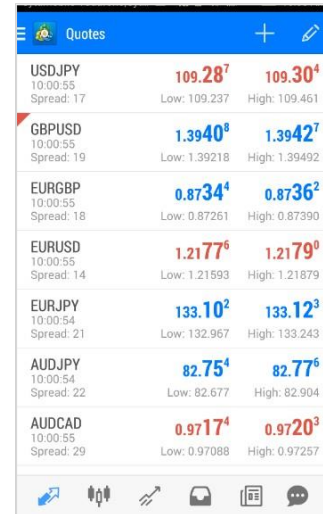 Quotes
USDJPY 109.28⁷ 109.30⁴
10:00:55
Spread: 17 Low: 109.237 High: 109.461
GBPUSD 1.3940⁸ 1.3942⁷
10:00:55
Spread: 19 Low: 1.39218 High: 1.39492
EURGBP 0.8734⁴ 0.8736²
10:00:55
Spread: 18 Low: 0.87261 High: 0.87390
EURUSD 1.2177⁶ 1.2179⁰
10:00:55
Spread: 14 Low: 1.21593 High: 1.21879
EURJPY 133.10² 133.12³
10:00:54
Spread: 21 Low: 132.967 High: 133.243
AUDJPY 82.75⁴ 82.77⁶
10:00:54
Spread: 22 Low: 82.677 High: 82.904
AUDCAD 0.9717⁴ 0.9720³
10:00:55
Spread: 29 Low: 0.97088 High: 0.97257